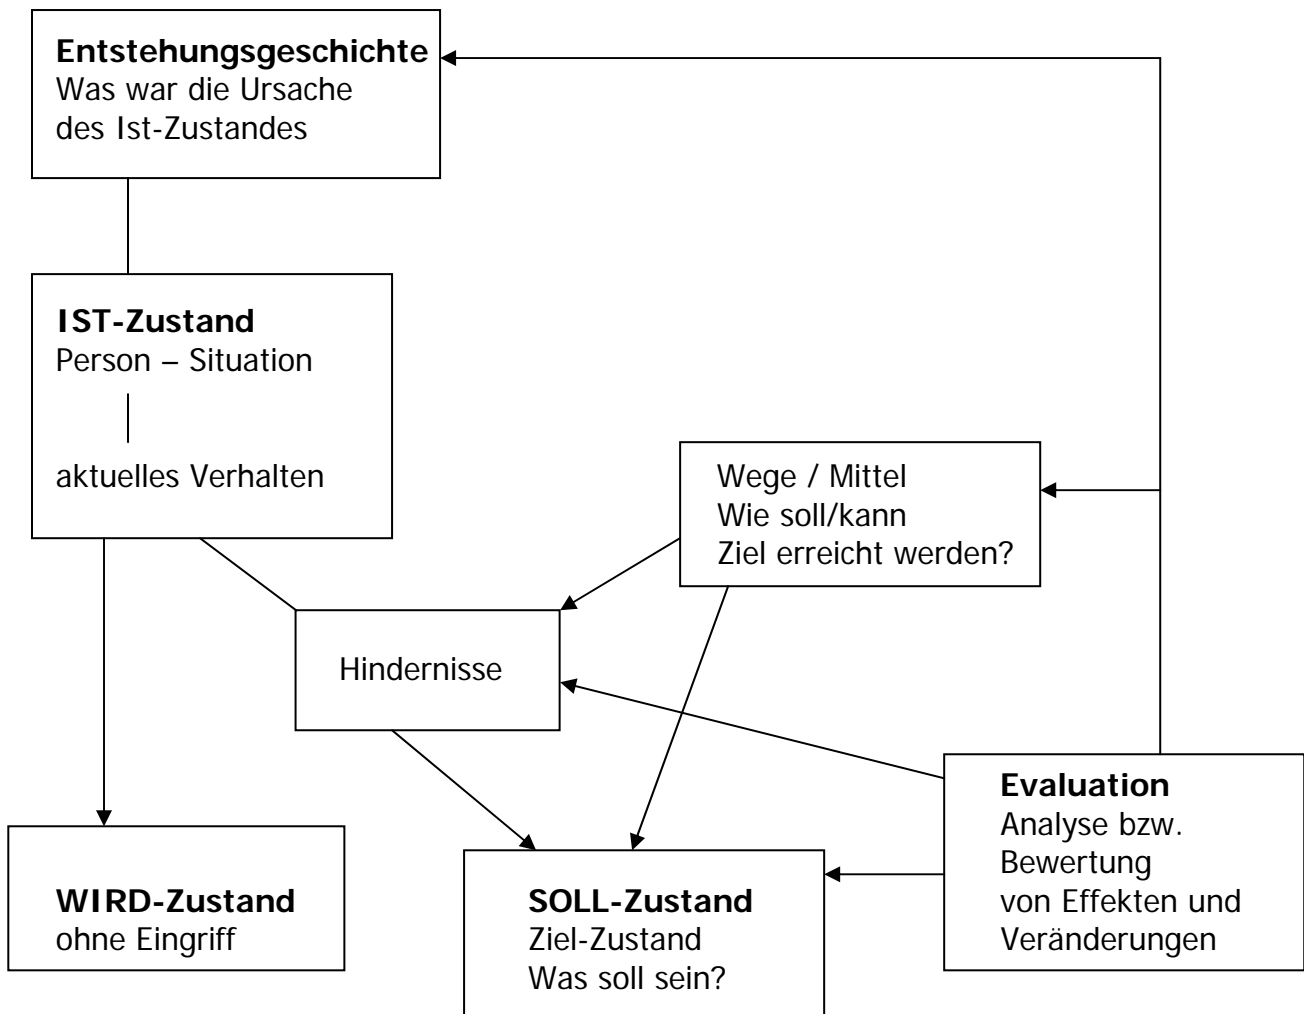 Entstehungsgeschichte
Was war die Ursache
des Ist-Zustandes
IST-Zustand
Person – Situation
aktuelles Verhalten
Wege / Mittel
Wie soll/kann
Ziel erreicht werden?
Hindernisse
WIRD-Zustand
ohne Eingriff
SOLL-Zustand
Ziel-Zustand
Was soll sein?
Evaluation
Analyse bzw.
Bewertung
von Effekten und
Veränderungen